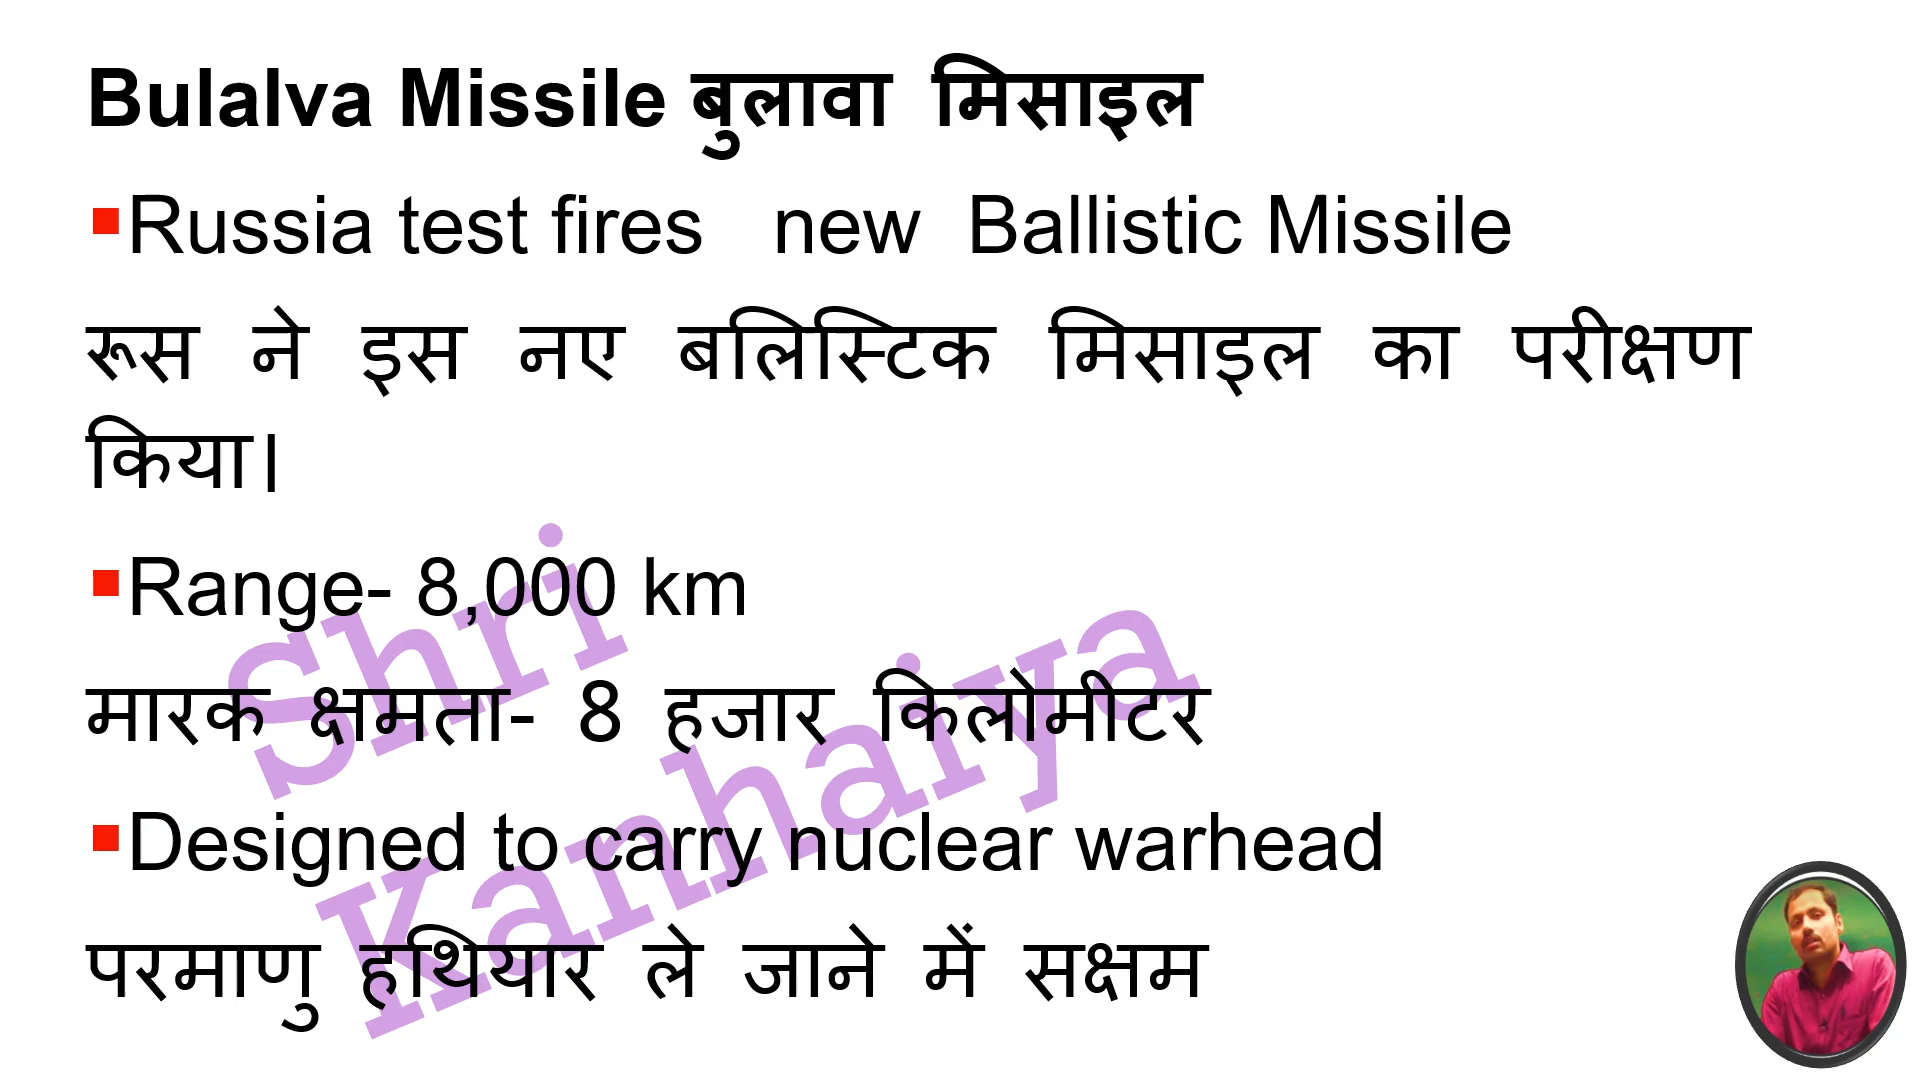 Bulalva Missile बुलावा मिसाइल
▪Russia test fires new Ballistic Missile
रूस ने इस नए बलिस्टिक मिसाइल का परीक्षण
किया।
▪Range- 8,000 km
मारक क्षमता- 8 हजार किलोमीटर
▪Designed to carry nuclear warhead
परमाणु हथियार ले जाने में सक्षम
Shri
Kanhaiya